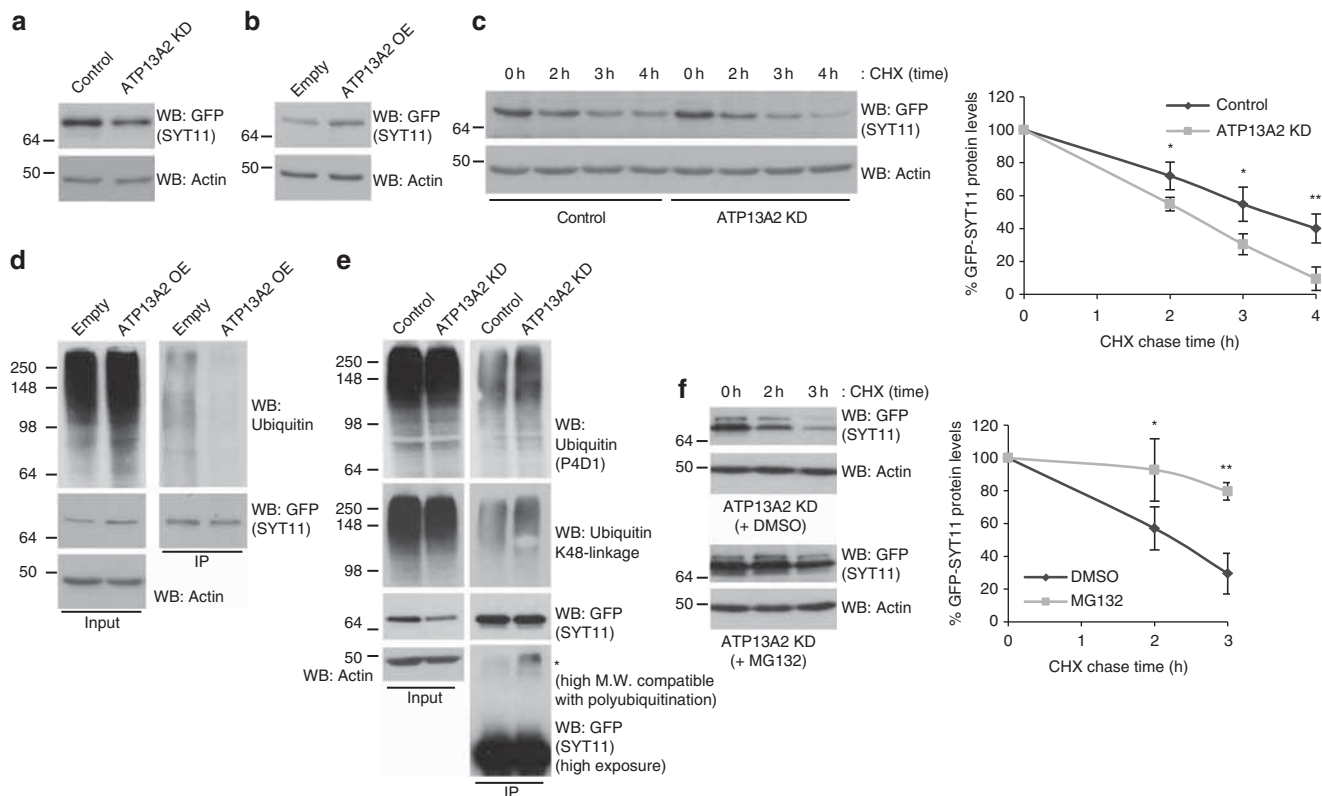 a
Control
ATP13A2 KD
WB: GFP
(SYT11)
64
50
WB: Actin
b
Empty
ATP13A2 OE
WB: GFP
(SYT11)
64
50
WB: Actin
c
0 h 2 h 3 h 4 h 0 h 2 h 3 h 4 h : CHX (time)
WB: GFP
(SYT11)
64
50
WB: Actin
Control ATP13A2 KD
% GFP-SYT11 protein levels
120
100
80
60
40
20
0
Control
ATP13A2 KD
*
*
**
0 1 2 3 4
CHX chase time (h)
d
Empty
ATP13A2 OE
Empty
ATP13A2 OE
250
148
98
64
WB:
Ubiquitin
WB: GFP
(SYT11)
64
IP
50
WB: Actin
Input
e
Control
ATP13A2 KD
Control
ATP13A2 KD
250
148
98
64
WB:
Ubiquitin
(P4D1)
250
148
98
WB: Ubiquitin
K48-linkage
64
WB: GFP
(SYT11)
50
WB: Actin
Input
*
(high M.W. compatible
with polyubiquitination)
WB: GFP
(SYT11)
(high exposure)
IP
f
0 h 2 h 3 h : CHX (time)
WB: GFP
(SYT11)
64
50
WB: Actin
ATP13A2 KD
(+ DMSO)
WB: GFP
(SYT11)
64
50
WB: Actin
ATP13A2 KD
(+ MG132)
% GFP-SYT11 protein levels
120
100
80
60
40
20
0
*
**
DMSO
MG132
0 1 2 3
CHX chase time (h)